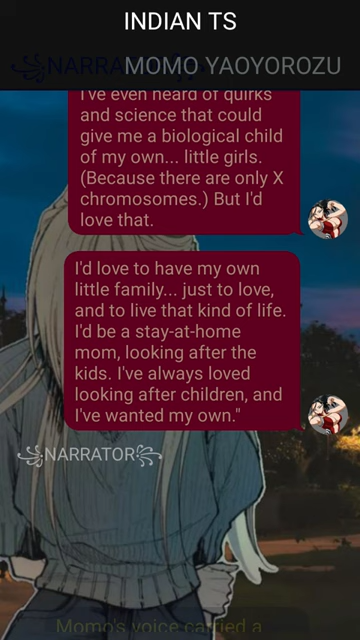 INDIAN TS
NARRATOR
MOMO YAOYOROZU
I've even heard of quirks
and science that could
give me a biological child
of my own... little girls.
(Because there are only X
chromosomes.) But I'd
love that.
I'd love to have my own
little family... just to love,
and to live that kind of life.
I'd be a stay-at-home
mom, looking after the
kids. I've always loved
looking after children, and
I've wanted my own."
꧁NARRATOR꧂
Momo's voice carried a